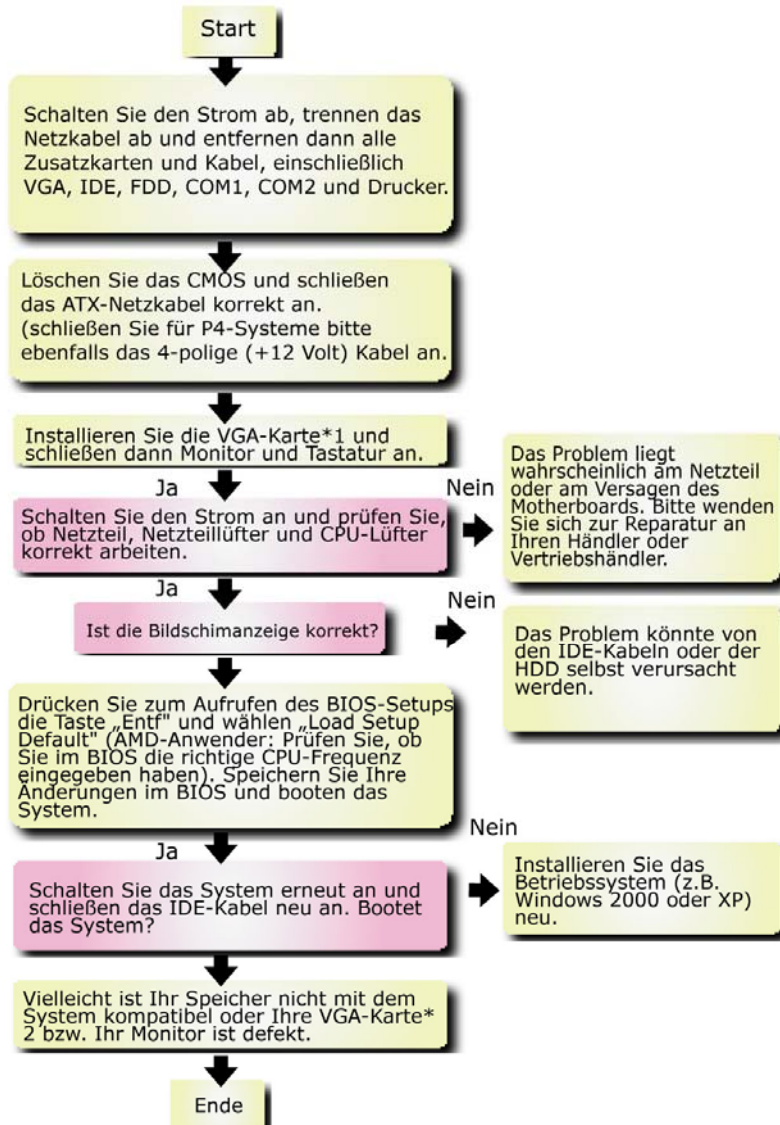 Start
Schalten Sie den Strom ab, trennen das
Netzkabel ab und entfernen dann alle
Zusatzkarten und Kabel, einschließlich
VGA, IDE, FDD, COM1, COM2 und Drucker.
Löschen Sie das CMOS und schließen
das ATX-Netzkabel korrekt an.
(schließen Sie für P4-Systeme bitte
ebenfalls das 4-polige (+12 Volt) Kabel an.
Installieren Sie die VGA-Karte*1 und
schließen dann Monitor und Tastatur an.
Ja
Nein
Schalten Sie den Strom an und prüfen Sie,
ob Netzteil, Netzteillüfter und CPU-Lüfter
korrekt arbeiten.
Das Problem liegt
wahrscheinlich am Netzteil
oder am Versagen des
Motherboards. Bitte wenden
Sie sich zur Reparatur an
Ihren Händler oder
Vertriebshändler.
Ja
Nein
Ist die Bildschimanzeige korrekt?
Das Problem könnte von
den IDE-Kabeln oder der
HDD selbst verursacht
werden.
Drücken Sie zum Aufrufen des BIOS-Setups
die Taste „Entf" und wählen „Load Setup
Default" (AMD-Anwender: Prüfen Sie, ob
Sie im BIOS die richtige CPU-Frequenz
eingegeben haben). Speichern Sie Ihre
Änderungen im BIOS und booten das
System.
Ja
Nein
Schalten Sie das System erneut an und
schließen das IDE-Kabel neu an. Bootet
das System?
Installieren Sie das
Betriebssystem (z.B.
Windows 2000 oder XP)
neu.
Vielleicht ist Ihr Speicher nicht mit dem
System kompatibel oder Ihre VGA-Karte*
2 bzw. Ihr Monitor ist defekt.
Ende